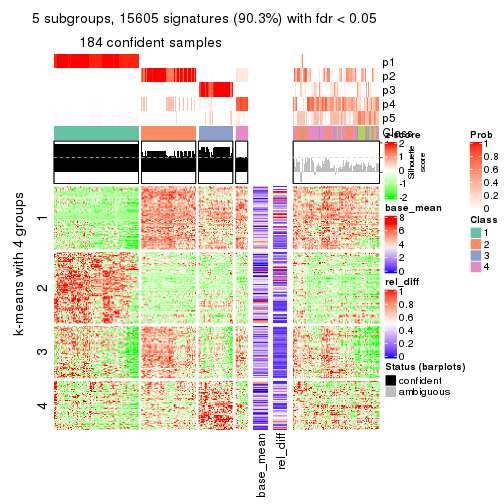 5 subgroups, 15605 signatures (90.3%) with fdr < 0.05
184 confident samples
p1
p2
p3
p4
p5
Class
k-means with 4 groups
1
2
3
4
base_mean
rel_diff
z-score
2
1
0
-1
-2
Silhouette
score
base_mean
8
6
4
2
0
rel_diff
1
0.8
0.6
0.4
0.2
0
Status (barplots)
confident
ambiguous
Prob
1
0.8
0.6
0.4
0.2
0
Class
1
2
3
4